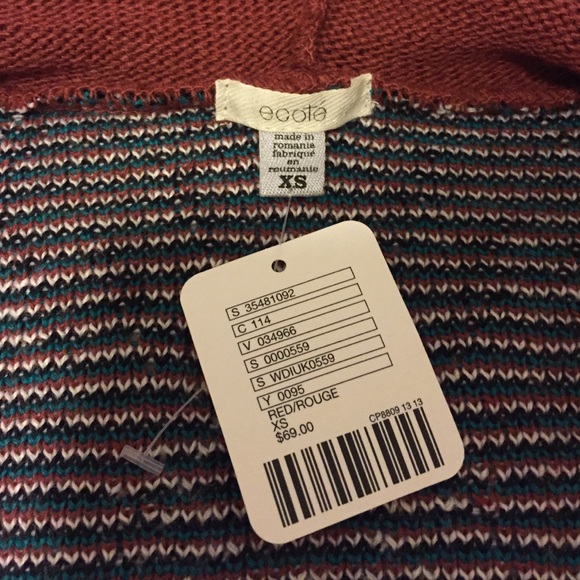 ecote
made in
romania
fabriqué
en
roumanie
XS
S 35481092
C 114
V 034966
S 0000559
S WDIUK0559
Y 0095
RED/ROUGE
XS
$69.00
CP8809 13 13